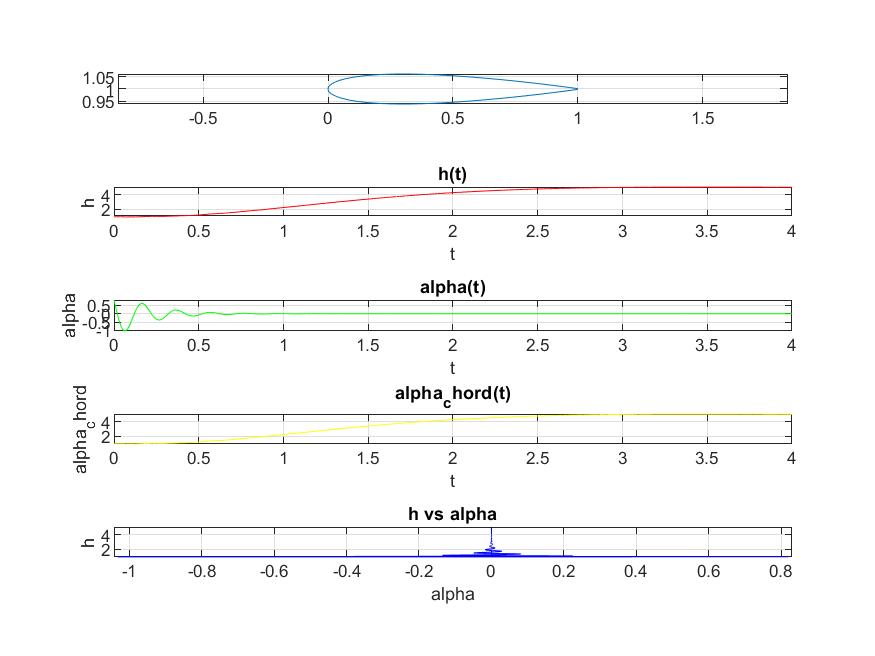 1.05
1
0.95
-0.5 0 0.5 1 1.5
h(t)
h
4
2
0 0.5 1 1.5 2 2.5 3 3.5 4
t
alpha(t)
alpha
0.5
0
-0.5
-1
0 0.5 1 1.5 2 2.5 3 3.5 4
t
alpha_chord(t)
alpha_chord
4
2
0 0.5 1 1.5 2 2.5 3 3.5 4
t
h vs alpha
h
4
2
-1 -0.8 -0.6 -0.4 -0.2 0 0.2 0.4 0.6 0.8
alpha